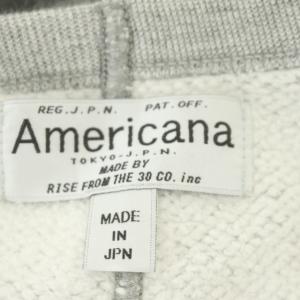 REG.J.P.N. PAT.OFF.
Americana
TOKYO-J.P.N.
MADE BY
RISE FROM THE 30 CO. inc
MADE
IN
JPN